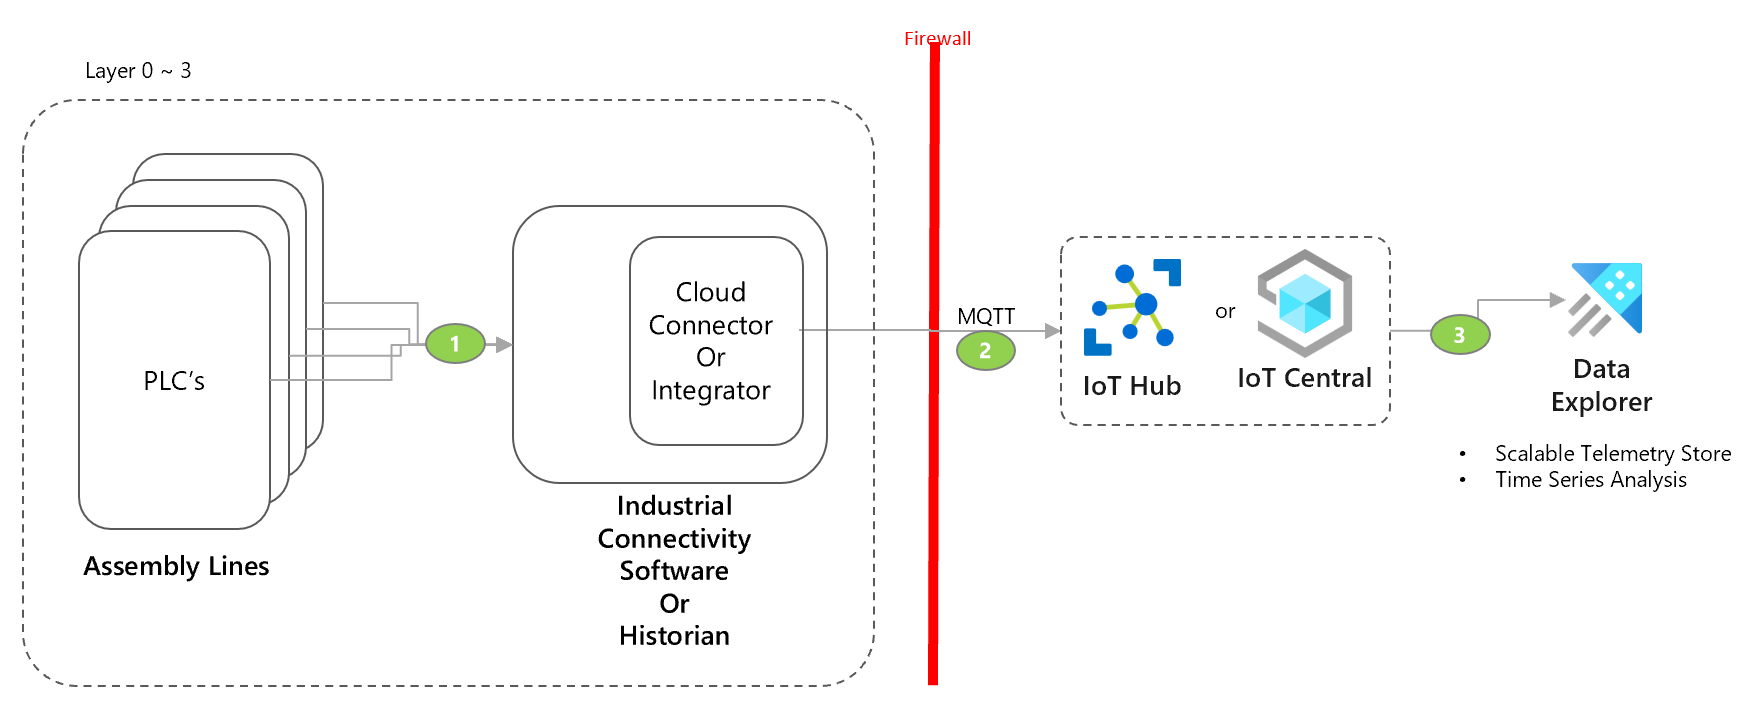 Firewall
Layer 0 ~ 3
PLC's
Assembly Lines
1
Cloud
Connector
Or
Integrator
Industrial
Connectivity
Software
Or
Historian
MQTT
2
IoT Hub
or
IoT Central
3
Data
Explorer
• Scalable Telemetry Store
• Time Series Analysis